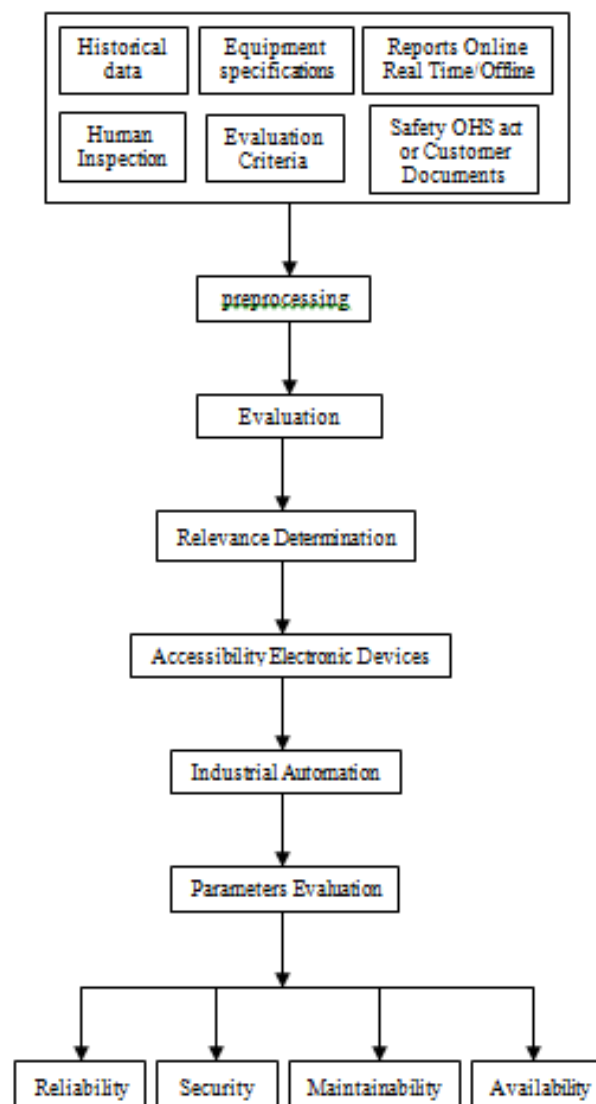 Historical
data
Equipment
specifications
Reports Online
Real Time/Offline
Human
Inspection
Evaluation
Criteria
Safety OHS act
or Customer
Documents
preprocessing
Evaluation
Relevance Determination
Accessibility Electronic Devices
Industrial Automation
Parameters Evaluation
Reliability
Security
Maintainability
Availability